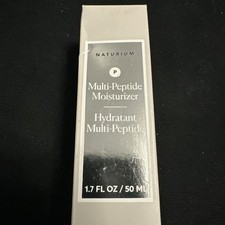 NATURIUM
P
Multi-Peptide
Moisturizer
Hydratant
Multi-Peptide
1.7 FL OZ / 50 ML